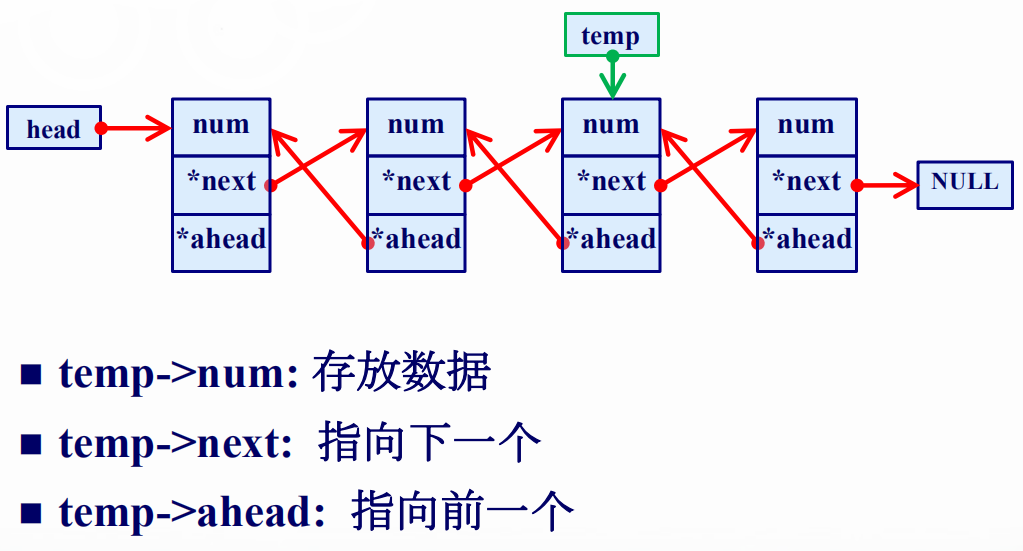 temp
head
num
num
num
num
*next
*next
*next
*next
NULL
*ahead
*ahead
*ahead
*ahead
■ temp->num: 存放数据
■ temp->next: 指向下一个
■ temp->ahead: 指向前一个